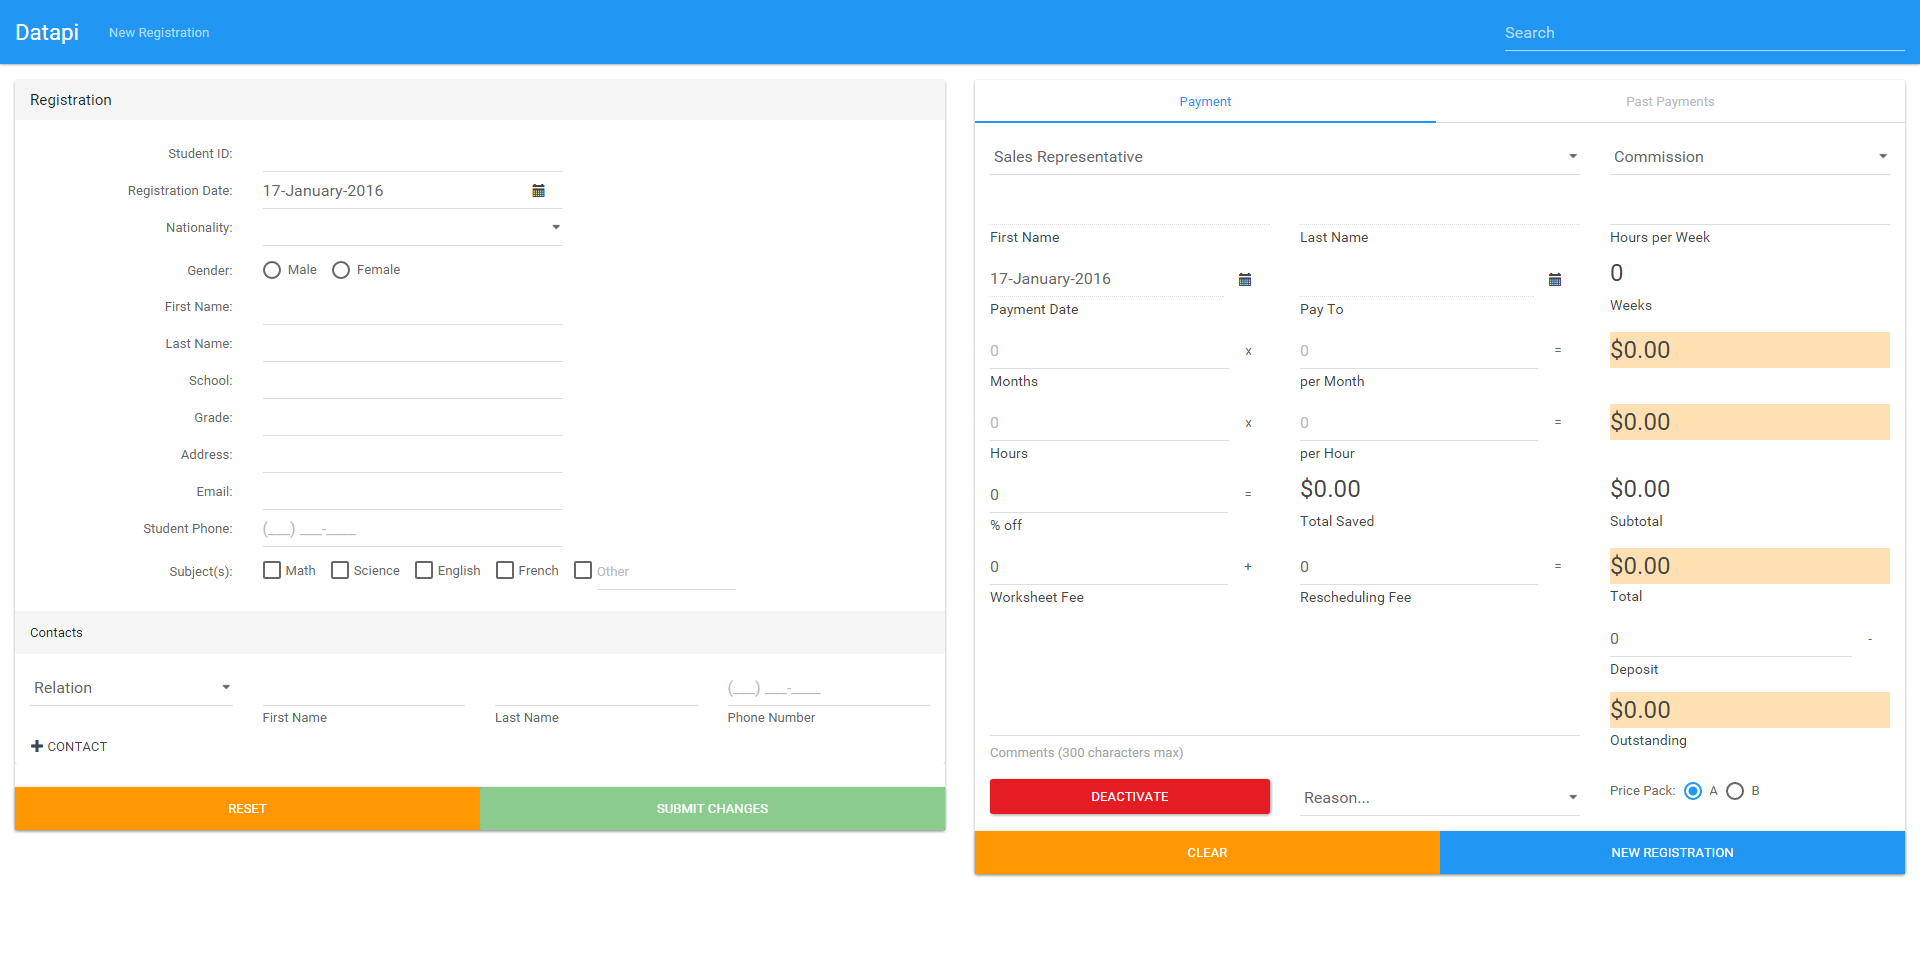 Datapi New Registration Search
Registration
Student ID:
Registration Date: 17-January-2016
Nationality:
Gender: Male Female
First Name:
Last Name:
School:
Grade:
Address:
Email:
Student Phone: (___) ___-____
Subject(s): Math Science English French Other
Contacts
Relation (___) ___-____
First Name Last Name Phone Number
CONTACT
RESET SUBMIT CHANGES
Payment Past Payments
Sales Representative Commission
First Name Last Name Hours per Week
17-January-2016 0
Payment Date Pay To Weeks
0 x 0 = $0.00
Months per Month
0 x 0 = $0.00
Hours per Hour
0 = $0.00 $0.00
% off Total Saved Subtotal
0 + 0 = $0.00
Worksheet Fee Rescheduling Fee Total
0 -
Deposit
$0.00
Outstanding
Comments (300 characters max)
DEACTIVATE Reason... Price Pack: A B
CLEAR NEW REGISTRATION